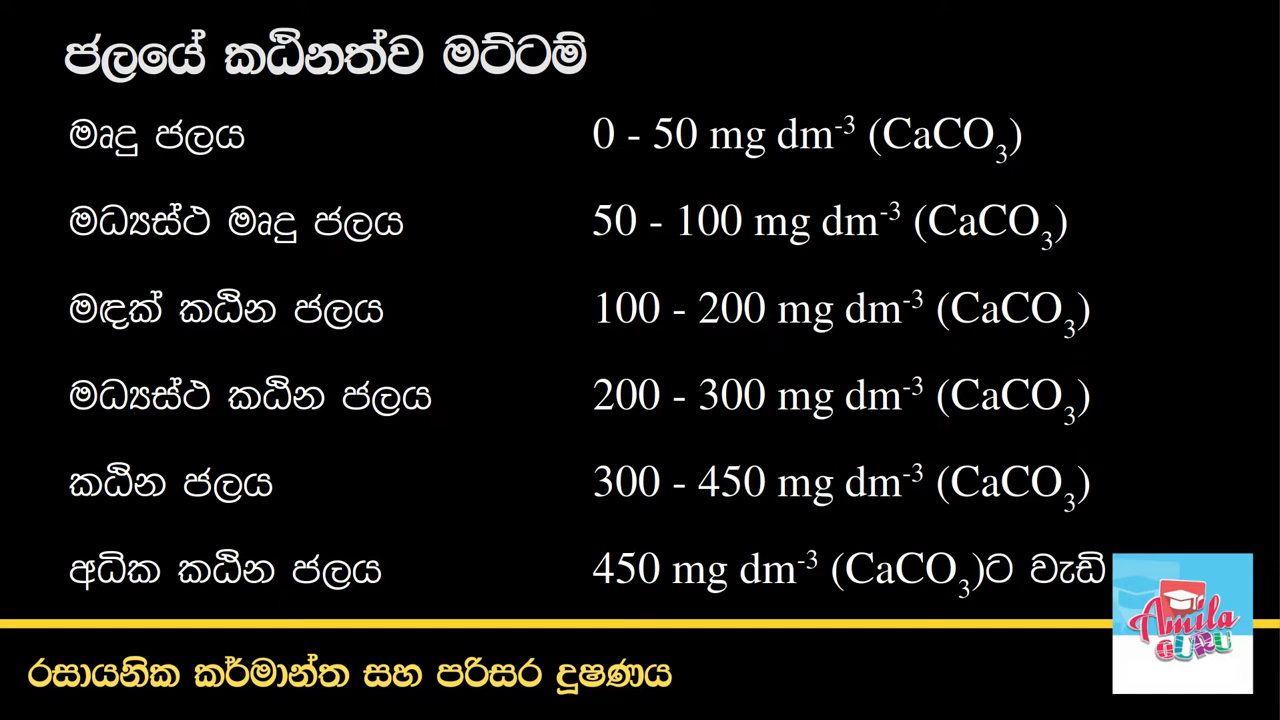 ජලයේ කඨිනත්ව මට්ටම්
මෘදු ජලය 0 - 50 mg dm⁻³ (CaCO₃)
මධ්‍යස්ථ මෘදු ජලය 50 - 100 mg dm⁻³ (CaCO₃)
මඳක් කඨින ජලය 100 - 200 mg dm⁻³ (CaCO₃)
මධ්‍යස්ථ කඨින ජලය 200 - 300 mg dm⁻³ (CaCO₃)
කඨින ජලය 300 - 450 mg dm⁻³ (CaCO₃)
අධික කඨින ජලය 450 mg dm⁻³ (CaCO₃)ට වැඩි
Amila
GURU
රසායනික කර්මාන්ත සහ පරිසර දූෂණය